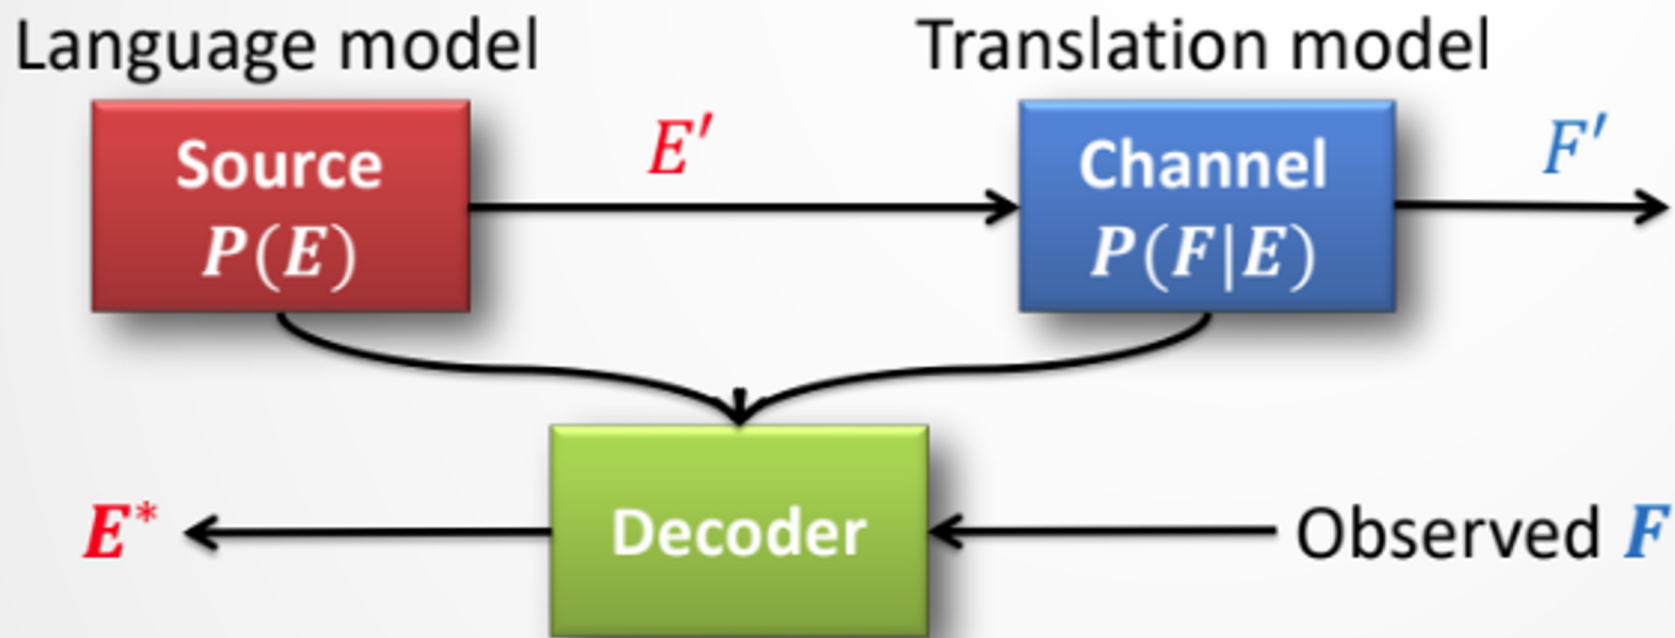 Language model
Translation model
Source
P(E)
E′
Channel
P(F|E)
F′
Decoder
E*
Observed F